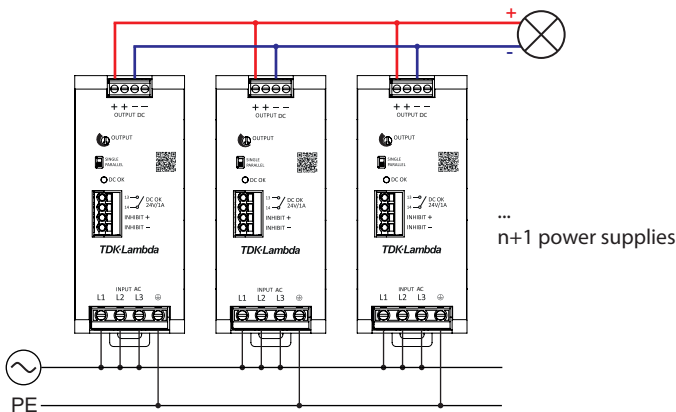 +
-
+ + − −
OUTPUT DC
OUTPUT
SINGLE
PARALLEL
DC OK
13
14
DC OK
24V/1A
INHIBIT +
INHIBIT −
TDK·Lambda
INPUT AC
L1 L2 L3
+ + − −
OUTPUT DC
OUTPUT
SINGLE
PARALLEL
DC OK
13
14
DC OK
24V/1A
INHIBIT +
INHIBIT −
TDK·Lambda
INPUT AC
L1 L2 L3
+ + − −
OUTPUT DC
OUTPUT
SINGLE
PARALLEL
DC OK
13
14
DC OK
24V/1A
INHIBIT +
INHIBIT −
TDK·Lambda
INPUT AC
L1 L2 L3
...
n+1 power supplies
PE